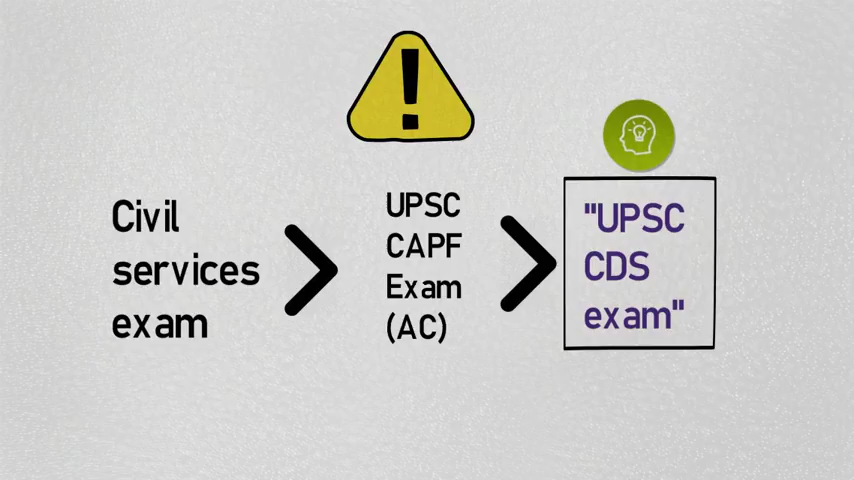 Civil
services
exam
UPSC
CAPF
Exam
(AC)
"UPSC
CDS
exam"